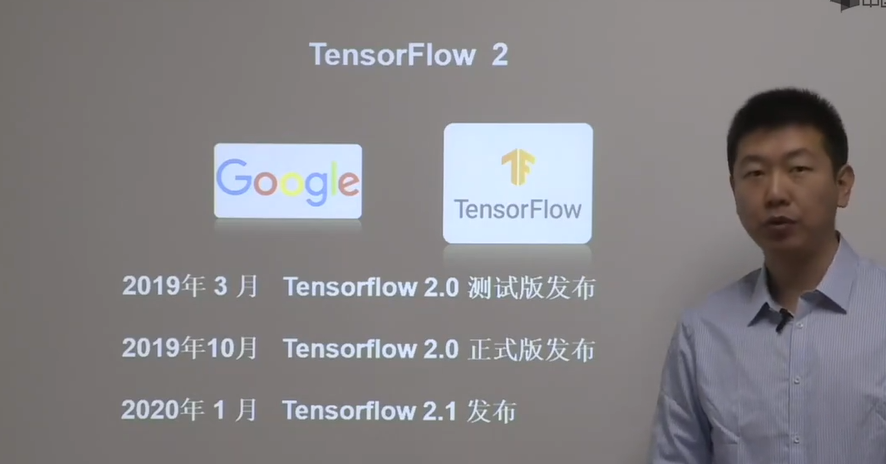 TensorFlow 2
Google
TensorFlow
2019年 3 月 Tensorflow 2.0 测试版发布
2019年10月 Tensorflow 2.0 正式版发布
2020年 1 月 Tensorflow 2.1 发布